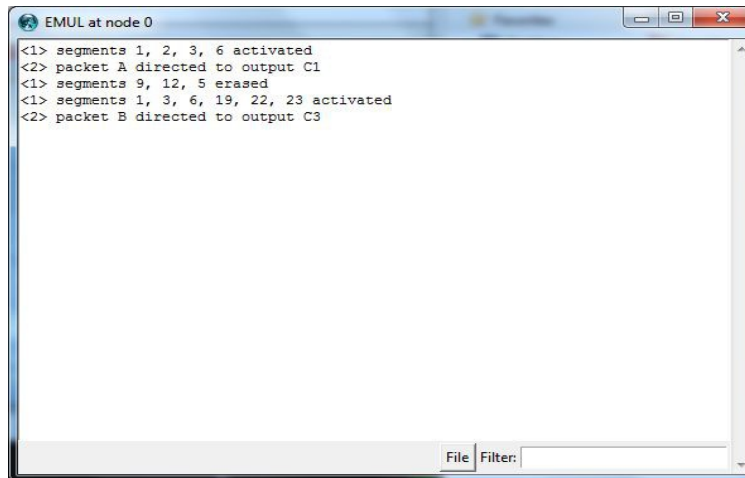 EMUL at node 0
<1> segments 1, 2, 3, 6 activated
<2> packet A directed to output C1
<1> segments 9, 12, 5 erased
<1> segments 1, 3, 6, 19, 22, 23 activated
<2> packet B directed to output C3
File Filter: